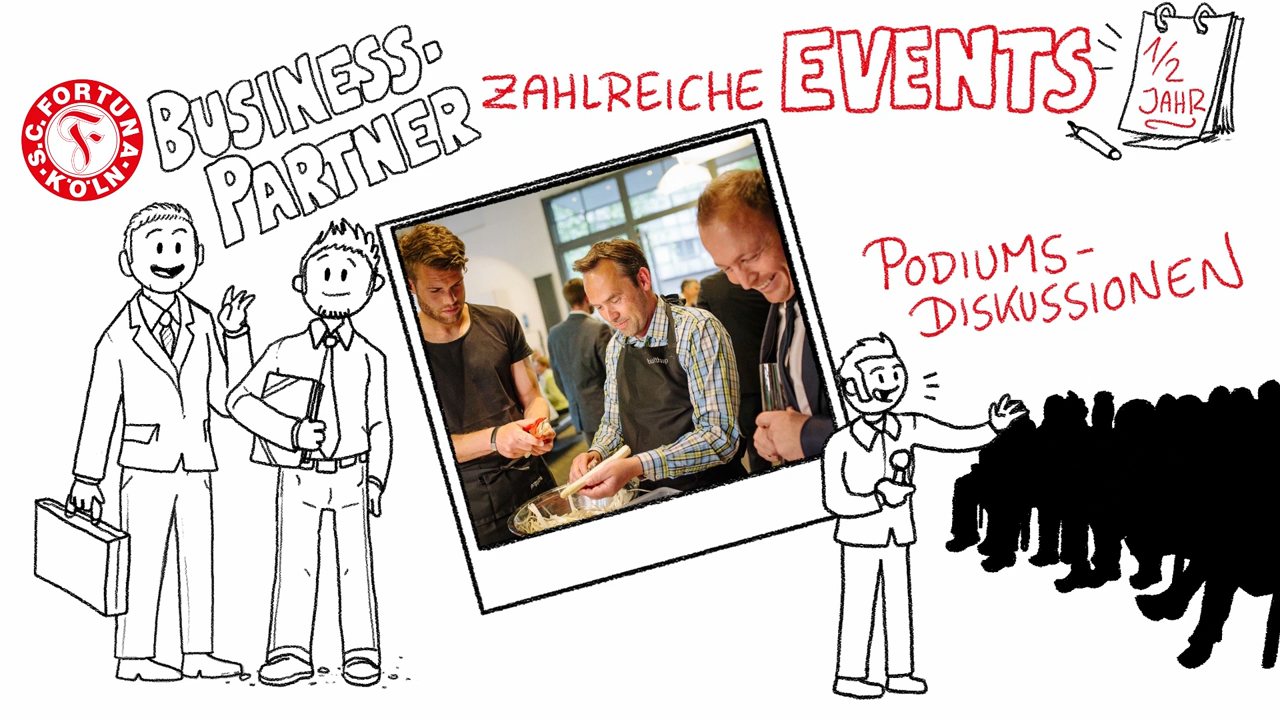 S.C. FORTUNA KÖLN
BUSINESS-
PARTNER
ZAHLREICHE EVENTS
1/2
JAHR
PODIUMS-
DISKUSSIONEN